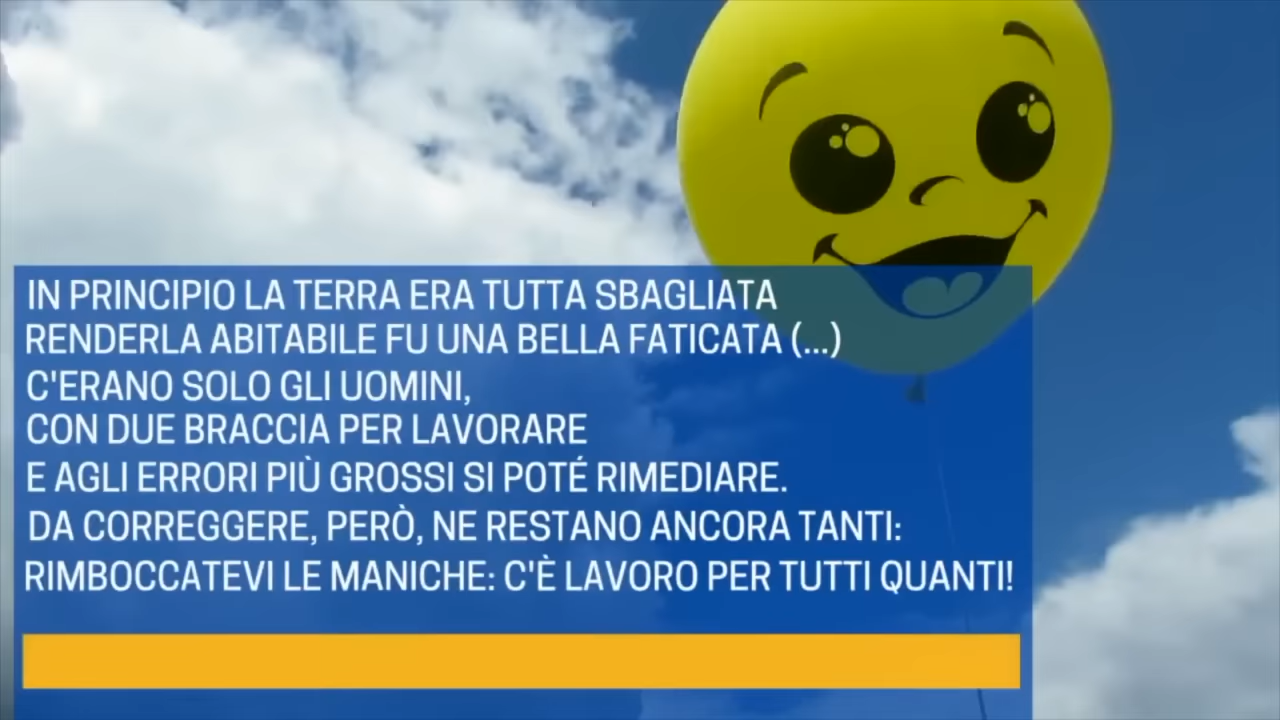 IN PRINCIPIO LA TERRA ERA TUTTA SBAGLIATA
RENDERLA ABITABILE FU UNA BELLA FATICATA (...)
C'ERANO SOLO GLI UOMINI,
CON DUE BRACCIA PER LAVORARE
E AGLI ERRORI PIÙ GROSSI SI POTÉ RIMEDIARE.
DA CORREGGERE, PERÒ, NE RESTANO ANCORA TANTI:
RIMBOCCATEVI LE MANICHE: C'È LAVORO PER TUTTI QUANTI!